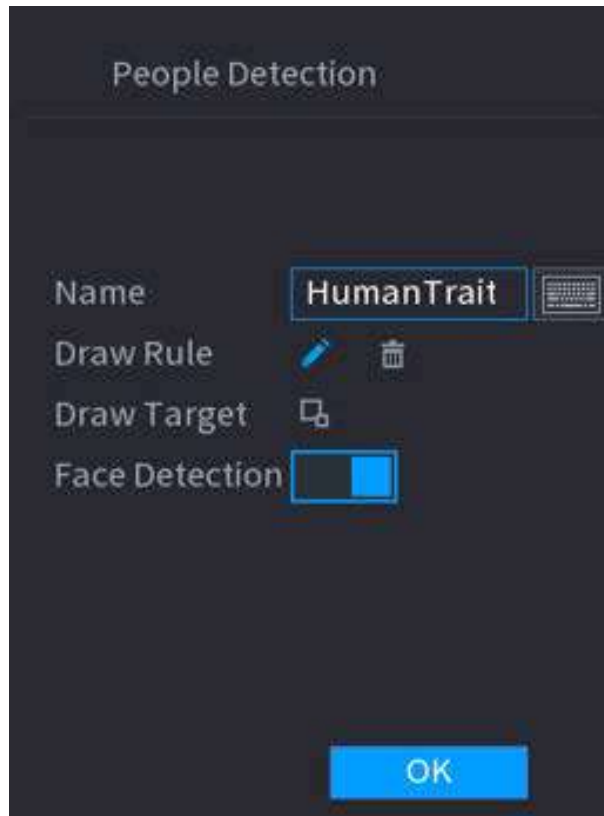 People Detection
Name HumanTrait
Draw Rule
Draw Target
Face Detection
OK